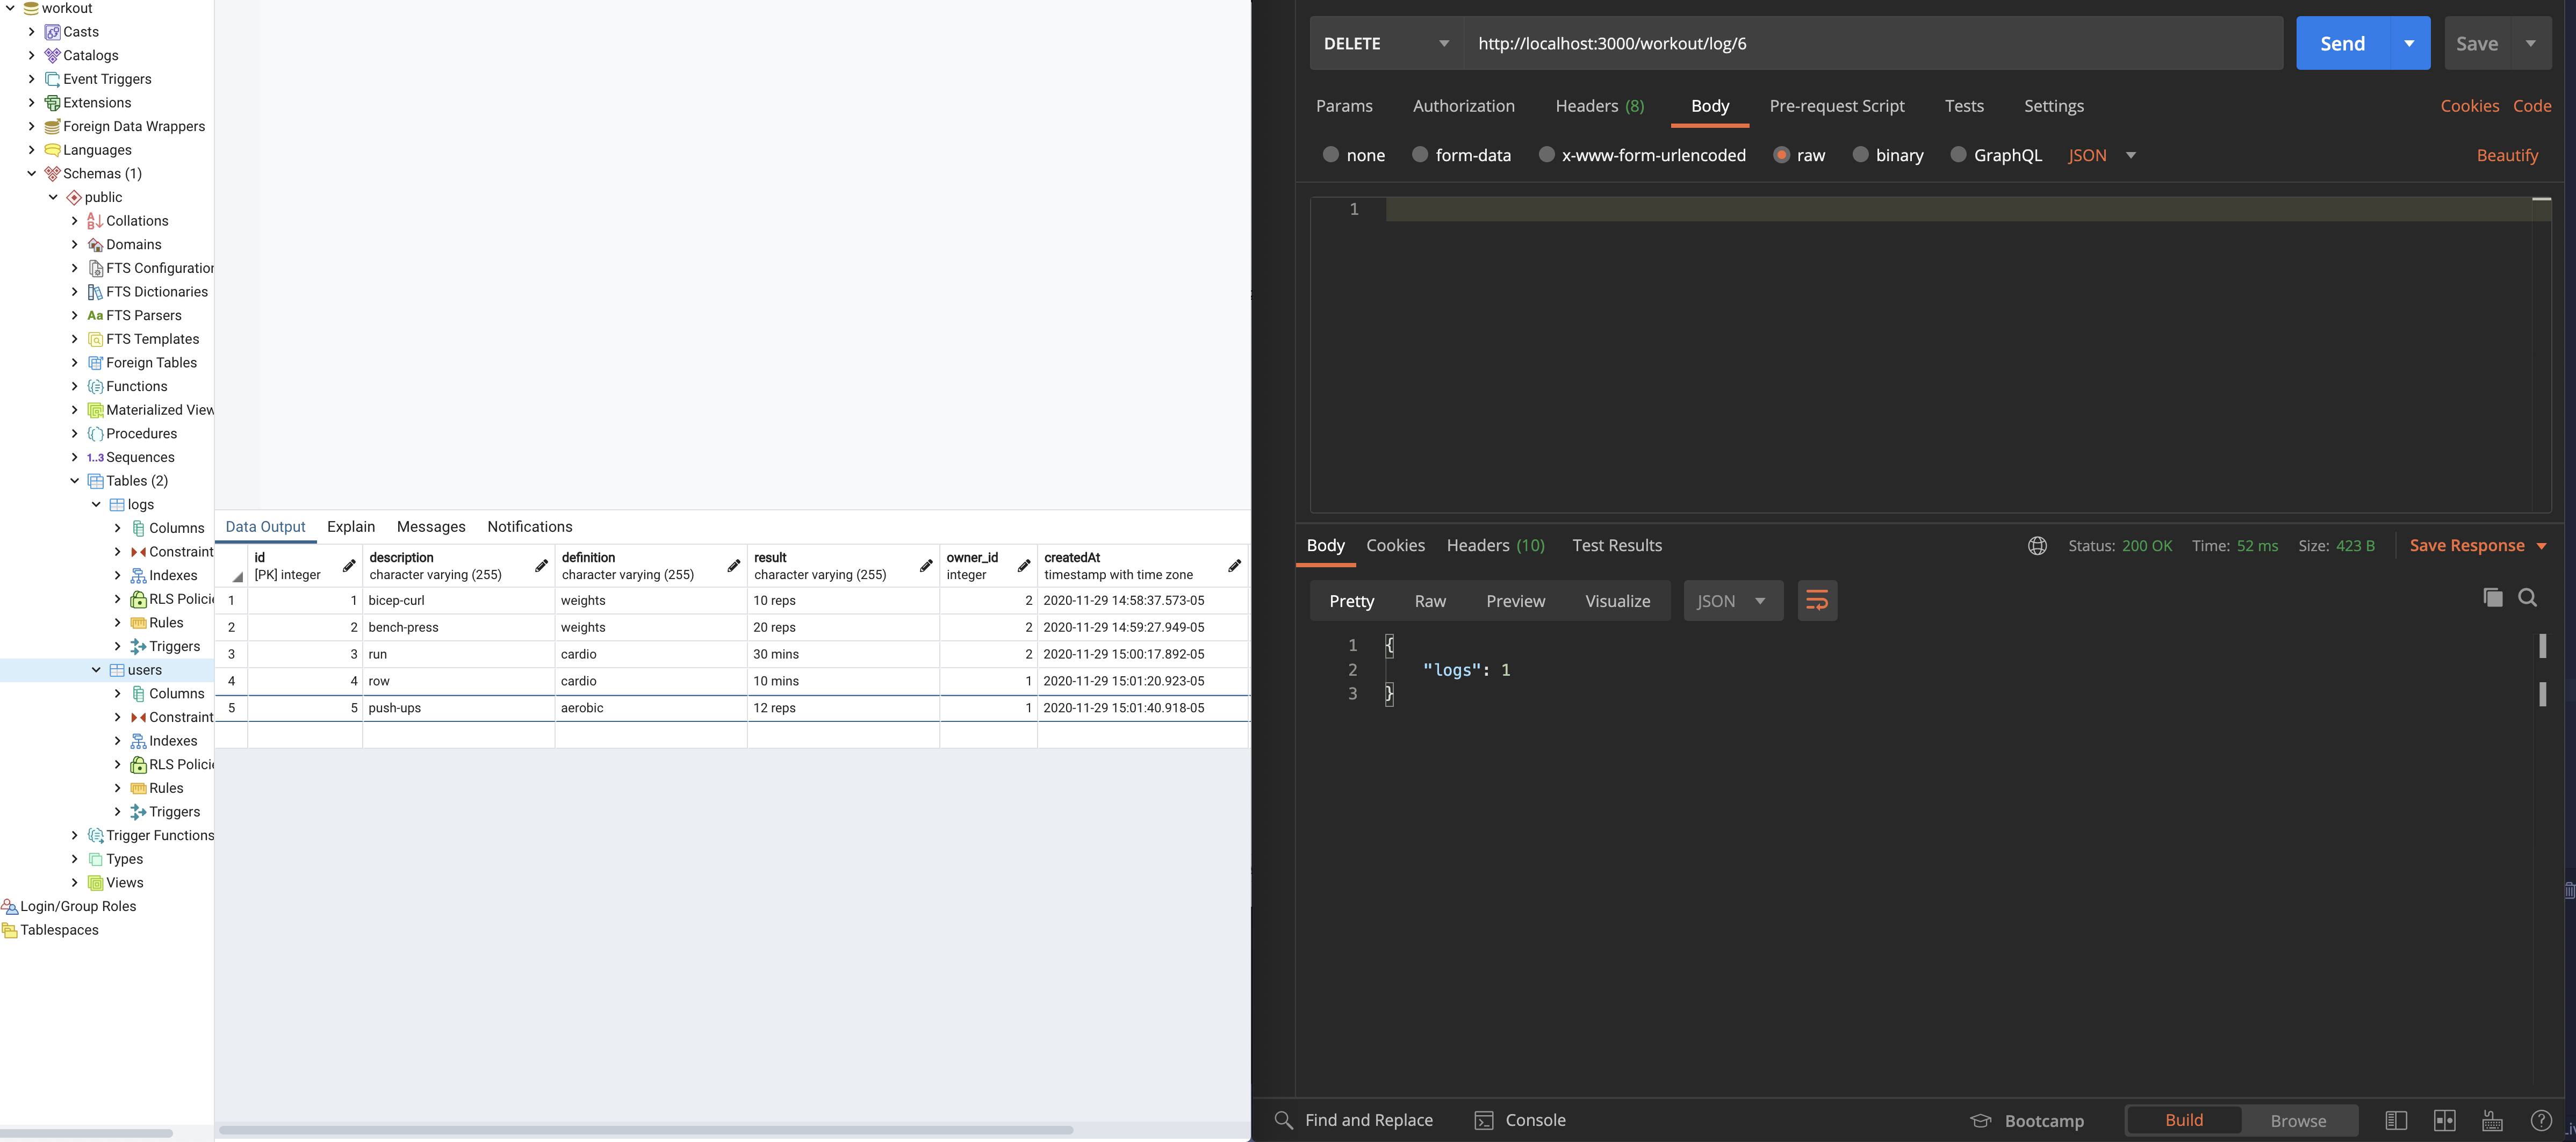 workout
Casts
Catalogs
Event Triggers
Extensions
Foreign Data Wrappers
Languages
Schemas (1)
public
Collations
Domains
FTS Configuration
FTS Dictionaries
Aa FTS Parsers
FTS Templates
Foreign Tables
Functions
Materialized View
Procedures
1..3 Sequences
Tables (2)
logs
Columns
Constraint
Indexes
RLS Policie
Rules
Triggers
users
Columns
Constraint
Indexes
RLS Policie
Rules
Triggers
Trigger Functions
Types
Views
Login/Group Roles
Tablespaces
Data Output Explain Messages Notifications
id description definition result owner_id createdAt
[PK] integer character varying (255) character varying (255) character varying (255) integer timestamp with time zone
1 1 bicep-curl weights 10 reps 2 2020-11-29 14:58:37.573-05
2 2 bench-press weights 20 reps 2 2020-11-29 14:59:27.949-05
3 3 run cardio 30 mins 2 2020-11-29 15:00:17.892-05
4 4 row cardio 10 mins 1 2020-11-29 15:01:20.923-05
5 5 push-ups aerobic 12 reps 1 2020-11-29 15:01:40.918-05
DELETE http://localhost:3000/workout/log/6 Send Save
Params Authorization Headers (8) Body Pre-request Script Tests Settings Cookies Code
none form-data x-www-form-urlencoded raw binary GraphQL JSON Beautify
1
Body Cookies Headers (10) Test Results Status: 200 OK Time: 52 ms Size: 423 B Save Response
Pretty Raw Preview Visualize JSON
1 {
2 "logs": 1
3 }
Find and Replace Console Bootcamp Build Browse